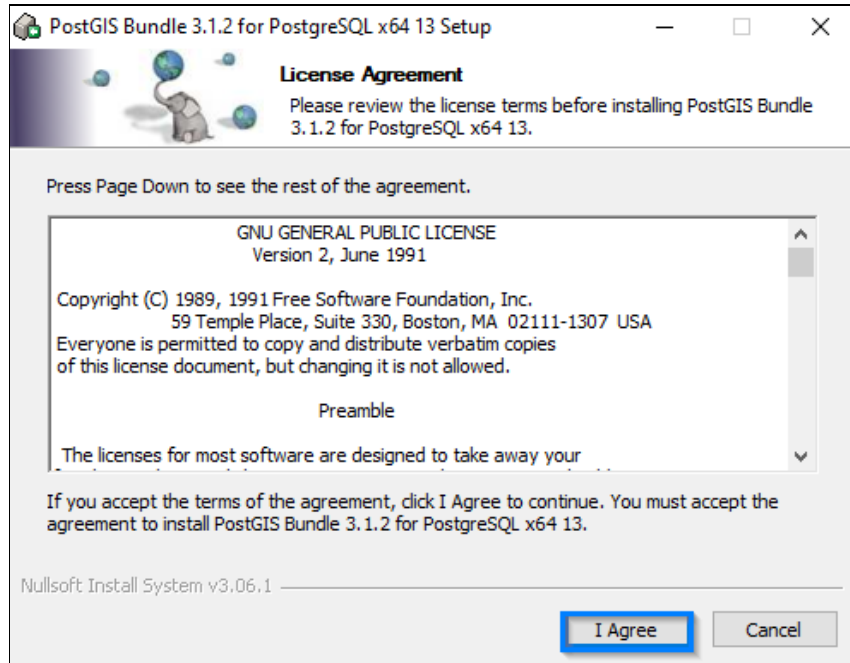 PostGIS Bundle 3.1.2 for PostgreSQL x64 13 Setup
License Agreement
Please review the license terms before installing PostGIS Bundle
3.1.2 for PostgreSQL x64 13.
Press Page Down to see the rest of the agreement.
GNU GENERAL PUBLIC LICENSE
Version 2, June 1991
Copyright (C) 1989, 1991 Free Software Foundation, Inc.
59 Temple Place, Suite 330, Boston, MA 02111-1307 USA
Everyone is permitted to copy and distribute verbatim copies
of this license document, but changing it is not allowed.
Preamble
The licenses for most software are designed to take away your
If you accept the terms of the agreement, click I Agree to continue. You must accept the
agreement to install PostGIS Bundle 3.1.2 for PostgreSQL x64 13.
Nullsoft Install System v3.06.1
I Agree
Cancel